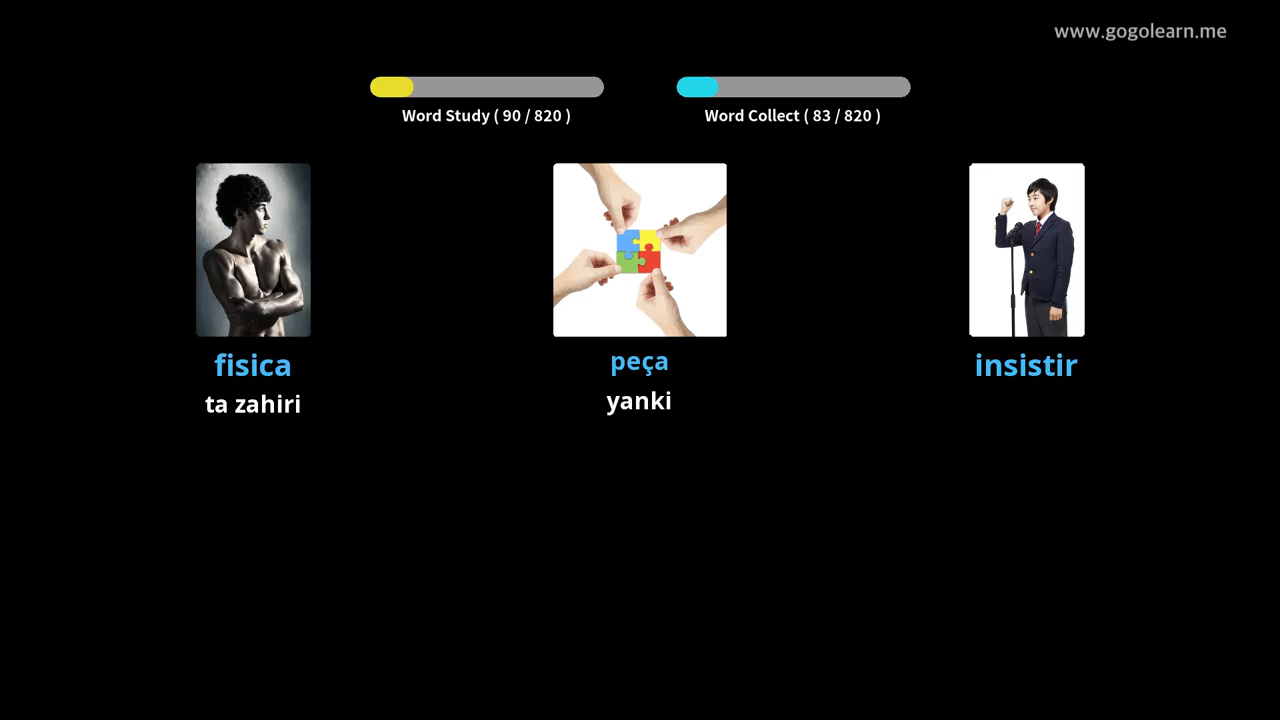 www.gogolearn.me
Word Study ( 90 / 820 )
Word Collect ( 83 / 820 )
fisica
peça
insistir
ta zahiri
yanki